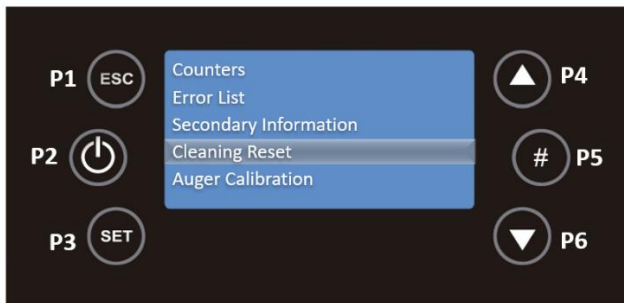 P1 ESC
P2
P3 SET
Counters
Error List
Secondary Information
Cleaning Reset
Auger Calibration
P4
# P5
P6